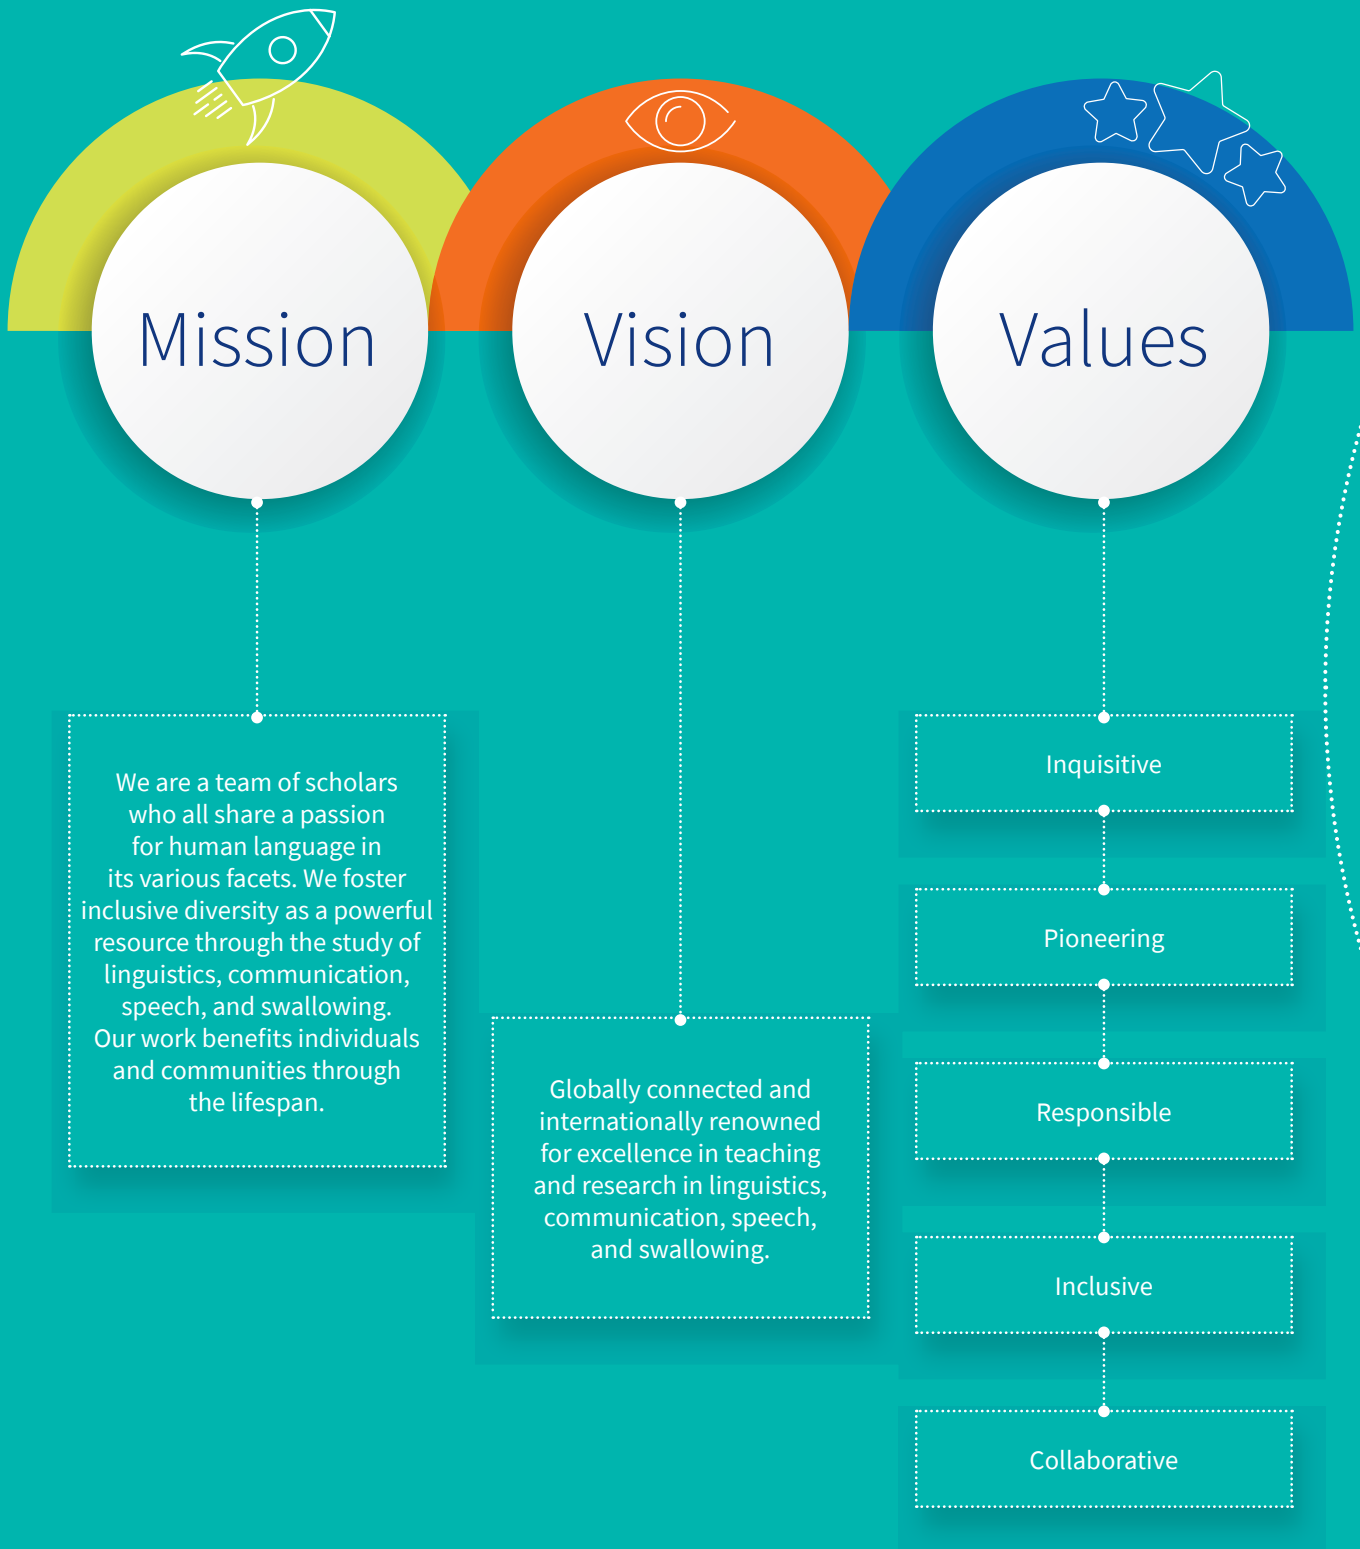 Mission
We are a team of scholars
who all share a passion
for human language in
its various facets. We foster
inclusive diversity as a powerful
resource through the study of
linguistics, communication,
speech, and swallowing.
Our work benefits individuals
and communities through
the lifespan.
Vision
Globally connected and
internationally renowned
for excellence in teaching
and research in linguistics,
communication, speech,
and swallowing.
Values
Inquisitive
Pioneering
Responsible
Inclusive
Collaborative